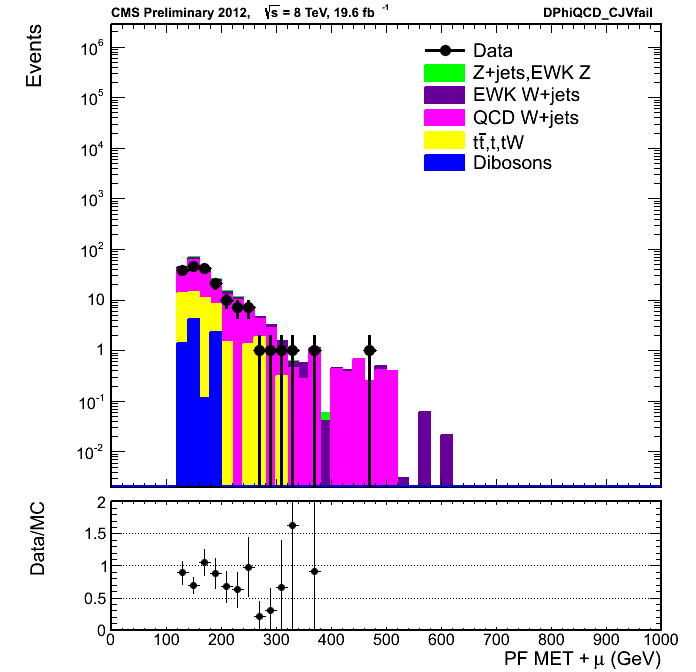 CMS Preliminary 2012, √s = 8 TeV, 19.6 fb⁻¹ DPhiQCD_CJVfail
Events
10⁶
10⁵
10⁴
10³
10²
10
1
10⁻¹
10⁻²
Data
Z+jets,EWK Z
EWK W+jets
QCD W+jets
tt̄,t,tW
Dibosons
Data/MC
2
1.5
1
0.5
0
0 100 200 300 400 500 600 700 800 900 1000
PF MET + μ (GeV)